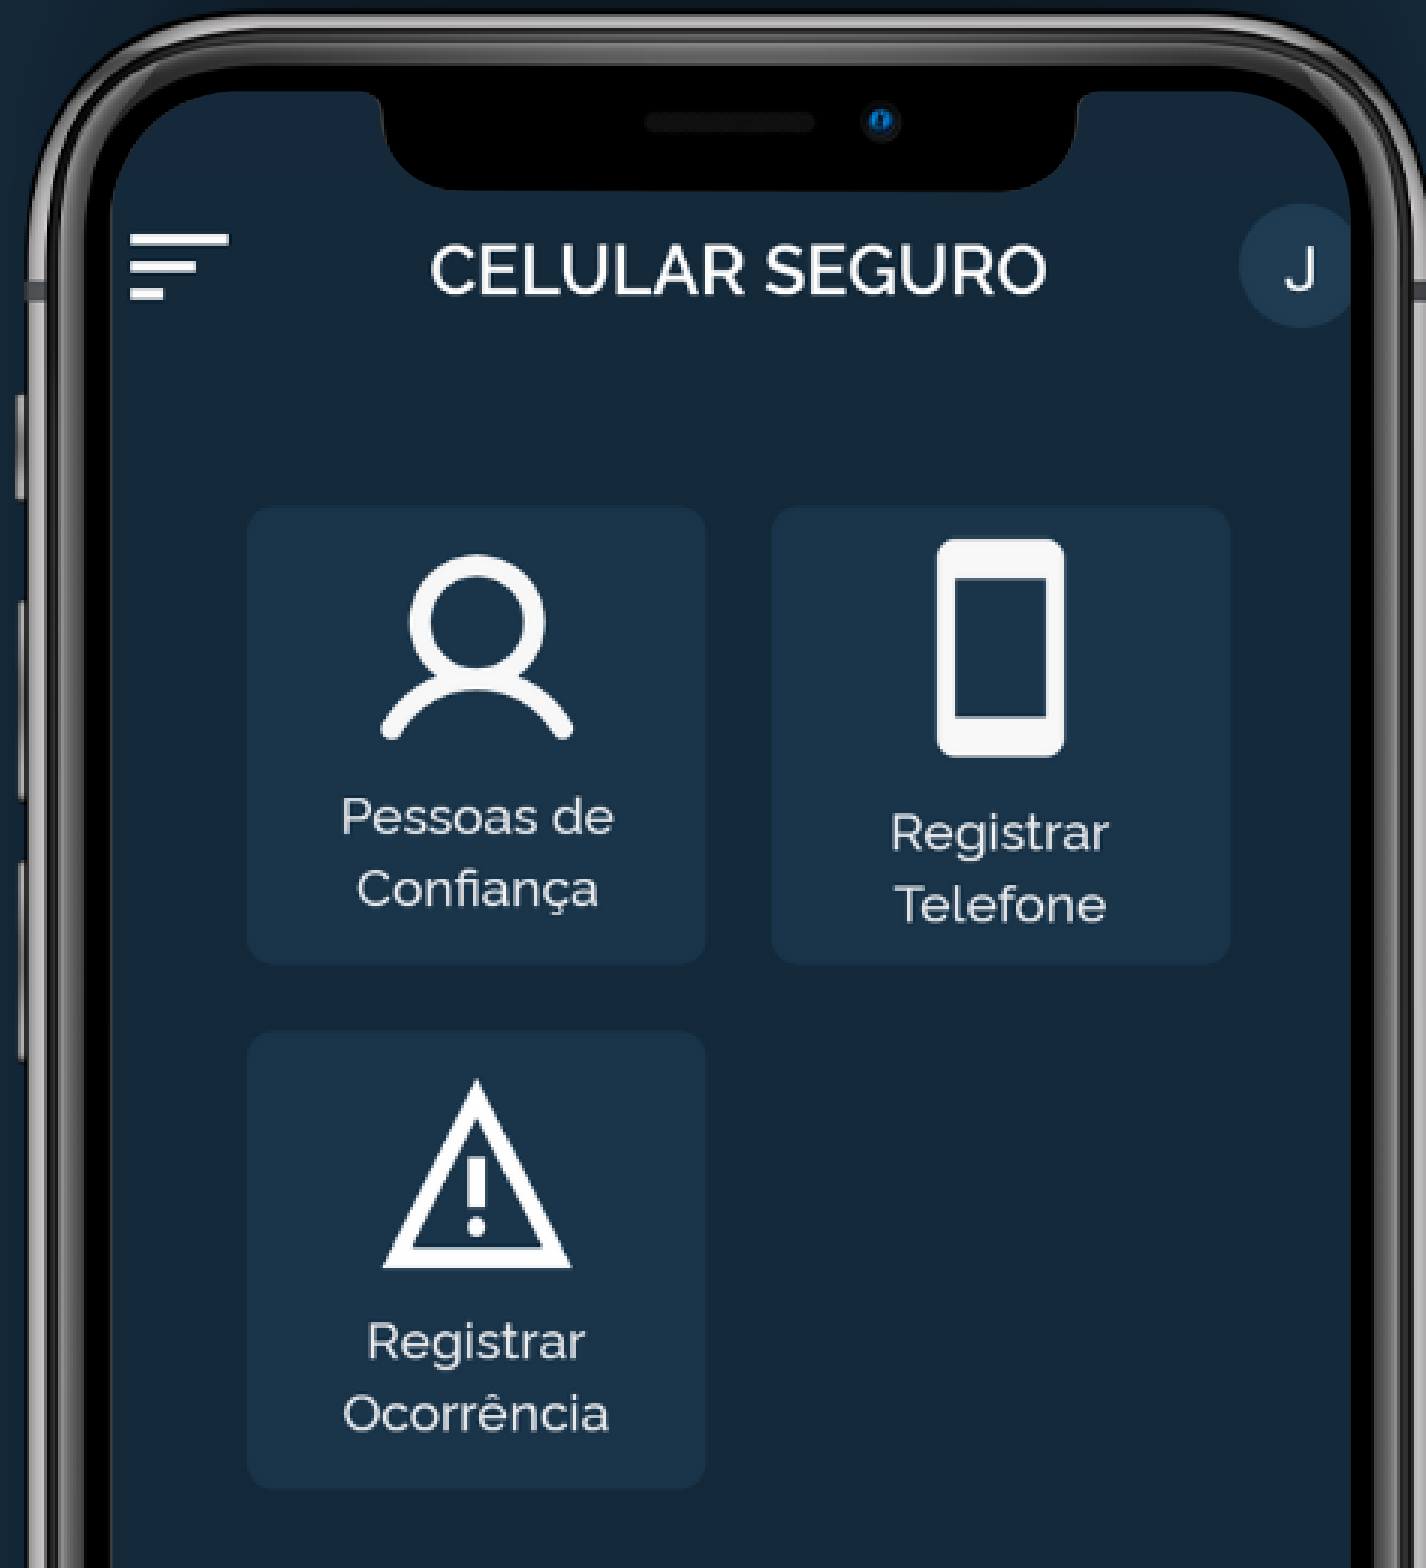 CELULAR SEGURO
J
Pessoas de
Confiança
Registrar
Telefone
Registrar
Ocorrência